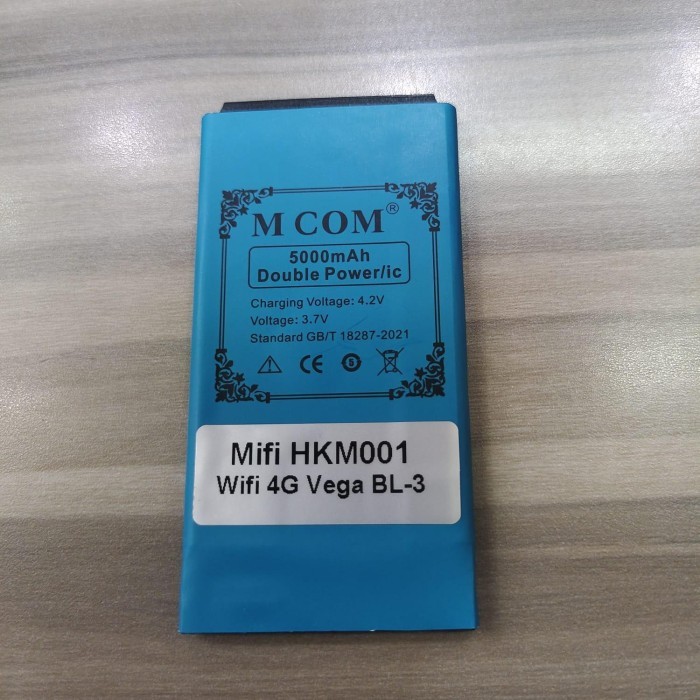 M COM®
5000mAh
Double Power/ic
Charging Voltage: 4.2V
Voltage: 3.7V
Standard GB/T 18287-2021
CE
Mifi HKM001
Wifi 4G Vega BL-3